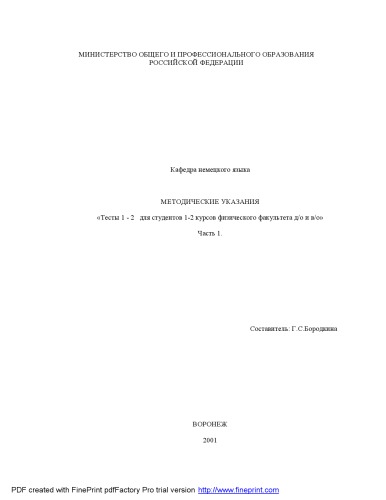 МИНИСТЕРСТВО ОБЩЕГО И ПРОФЕССИОНАЛЬНОГО ОБРАЗОВАНИЯ
РОССИЙСКОЙ ФЕДЕРАЦИИ
Кафедра немецкого языка
МЕТОДИЧЕСКИЕ УКАЗАНИЯ
«Тесты 1 - 2 для студентов 1-2 курсов физического факультета д/о и в/о»
Часть 1.
Составитель: Г.С.Бородкина
ВОРОНЕЖ
2001
PDF created with FinePrint pdfFactory Pro trial version http://www.fineprint.com